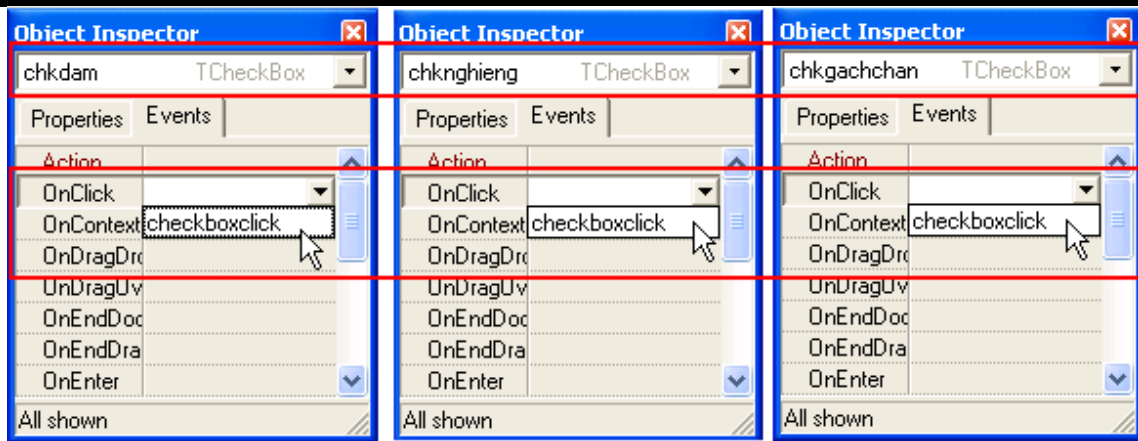 Object Inspector
chkdam TCheckBox
Properties Events
Action
OnClick
OnContext checkboxclick
OnDragDro
OnDragOv
OnEndDoc
OnEndDra
OnEnter
All shown
Object Inspector
chknghieng TCheckBox
Properties Events
Action
OnClick
OnContext checkboxclick
OnDragDro
OnDragOv
OnEndDoc
OnEndDra
OnEnter
All shown
Object Inspector
chkgachchan TCheckBox
Properties Events
Action
OnClick
OnContext checkboxclick
OnDragDro
OnDragOv
OnEndDoc
OnEndDra
OnEnter
All shown